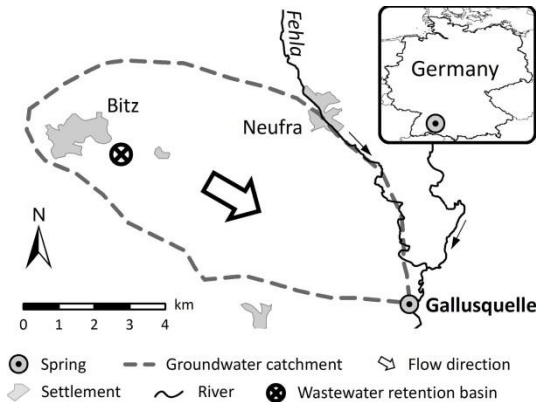 Fehla
Germany
Bitz
Neufra
N
km
0 1 2 3 4
Gallusquelle
Spring
Groundwater catchment
Flow direction
Settlement
River
Wastewater retention basin